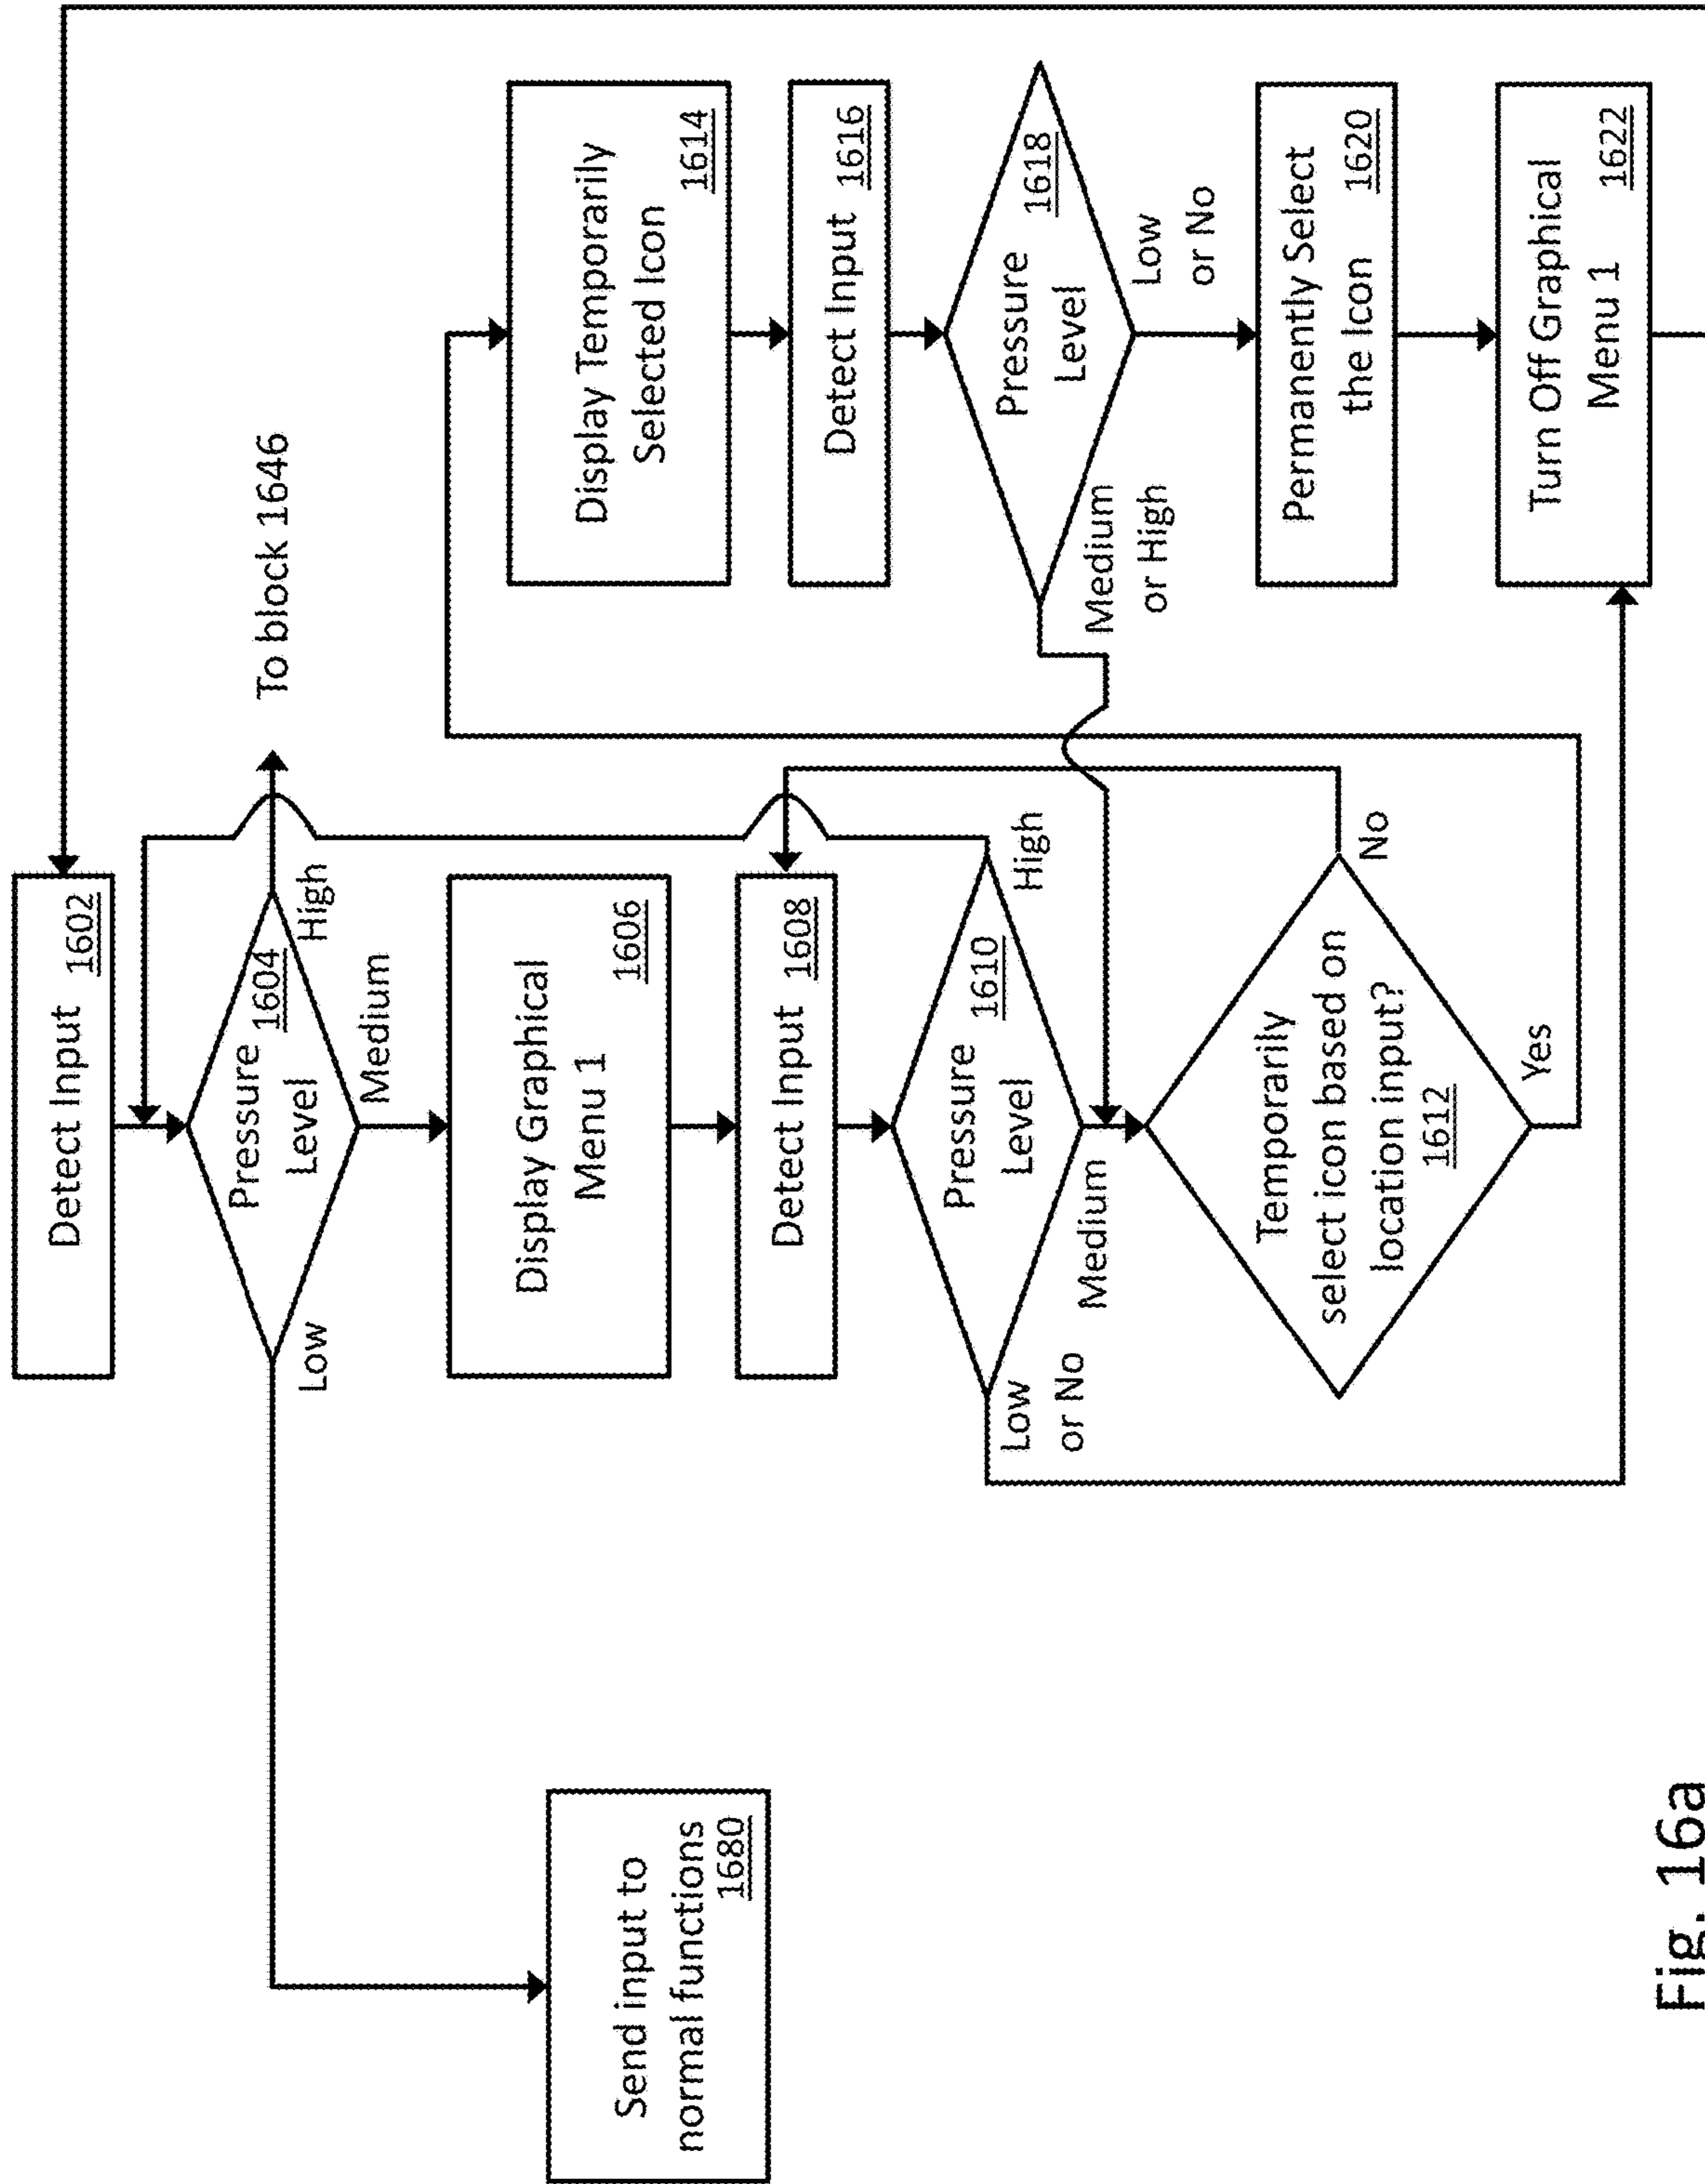 Detect Input 1602
Pressure 1604
Level
Low
High
To block 1646
Medium
Send input to
normal functions
1680
Display Graphical
Menu 1
1606
Detect Input 1608
Pressure 1610
Level
High
Low
or No
Medium
Temporarily
select icon based on
location input?
1612
No
Yes
Display Temporarily
Selected Icon
1614
Detect Input 1616
Pressure 1618
Level
Medium
or High
Low
or No
Permanently Select
the Icon 1620
Turn Off Graphical
Menu 1 1622
Fig. 16a